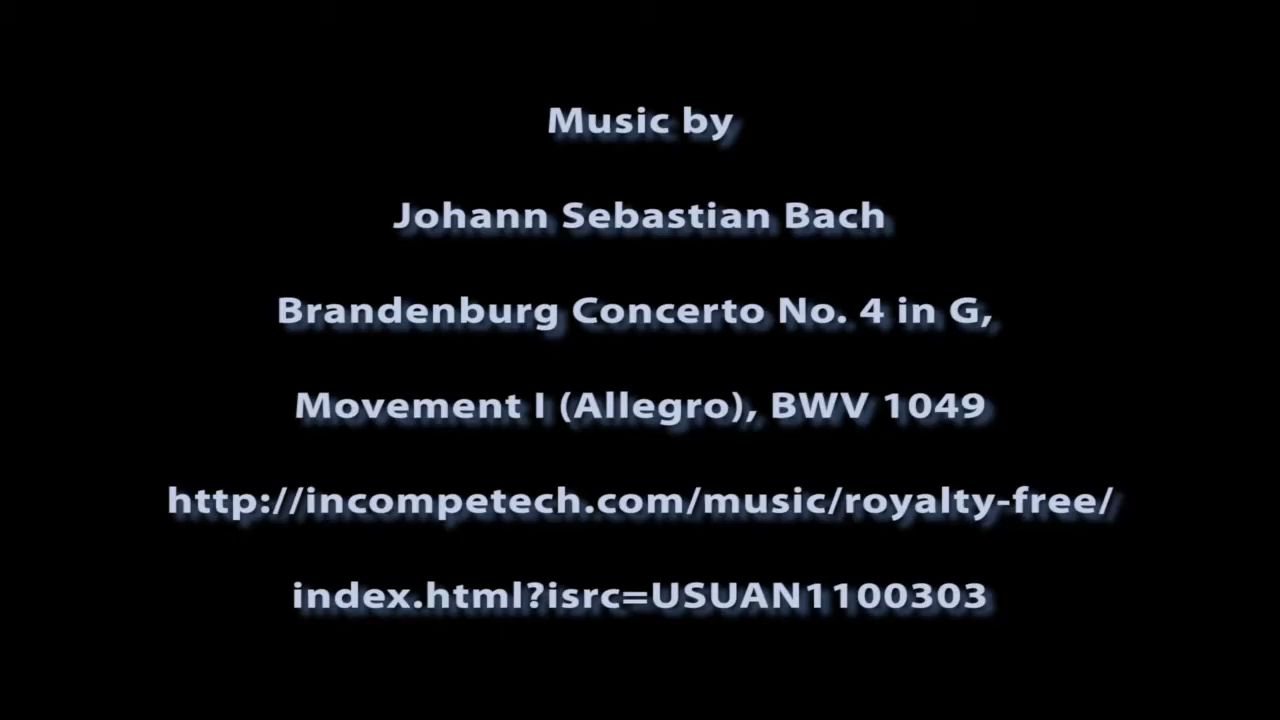 Music by
Johann Sebastian Bach
Brandenburg Concerto No. 4 in G,
Movement I (Allegro), BWV 1049
http://incompetech.com/music/royalty-free/
index.html?isrc=USUAN1100303